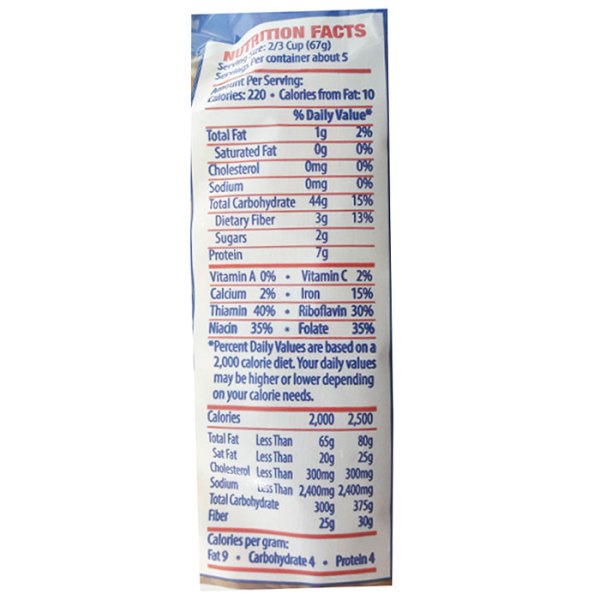 NUTRITION FACTS
Serving Size: 2/3 Cup (67g)
Servings Per container about 5
Amount Per Serving:
Calories: 220 • Calories from Fat: 10
% Daily Value*
Total Fat 1g 2%
Saturated Fat 0g 0%
Cholesterol 0mg 0%
Sodium 0mg 0%
Total Carbohydrate 44g 15%
Dietary Fiber 3g 13%
Sugars 2g
Protein 7g
Vitamin A 0% • Vitamin C 2%
Calcium 2% • Iron 15%
Thiamin 40% • Riboflavin 30%
Niacin 35% • Folate 35%
*Percent Daily Values are based on a
2,000 calorie diet. Your daily values
may be higher or lower depending
on your calorie needs.
Calories 2,000 2,500
Total Fat Less Than 65g 80g
Sat Fat Less Than 20g 25g
Cholesterol Less Than 300mg 300mg
Sodium Less Than 2,400mg 2,400mg
Total Carbohydrate 300g 375g
Fiber 25g 30g
Calories per gram:
Fat 9 • Carbohydrate 4 • Protein 4